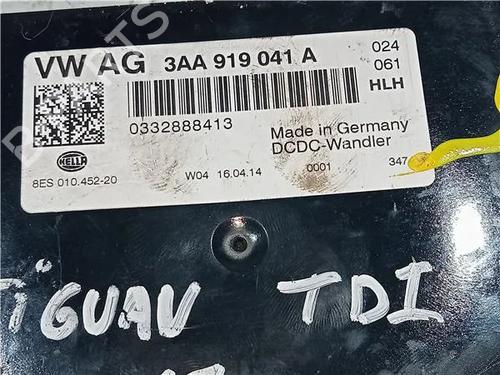 VW AG 3AA 919 041 A
024
061
HLH
0332888413
Made in Germany
DCDC-Wandler
HELLA
8ES 010.452-20
W04 16.04.14
0001
347
TIGUAN TDI